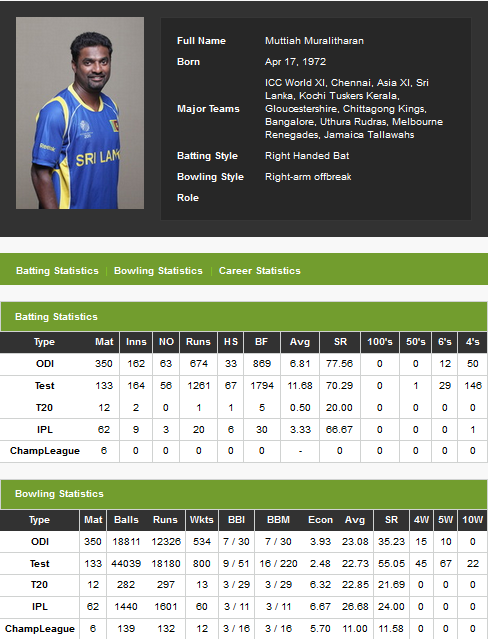 Full Name Muttiah Muralitharan
Born Apr 17, 1972
Major Teams ICC World XI, Chennai, Asia XI, Sri
Lanka, Kochi Tuskers Kerala,
Gloucestershire, Chittagong Kings,
Bangalore, Uthura Rudras, Melbourne
Renegades, Jamaica Tallawahs
Batting Style Right Handed Bat
Bowling Style Right-arm offbreak
Role
SRI LAN
Batting Statistics | Bowling Statistics | Career Statistics
Batting Statistics
Type Mat Inns NO Runs HS BF Avg SR 100's 50's 6's 4's
ODI 350 162 63 674 33 869 6.81 77.56 0 0 12 50
Test 133 164 56 1261 67 1794 11.68 70.29 0 1 29 146
T20 12 2 0 1 1 5 0.50 20.00 0 0 0 0
IPL 62 9 3 20 6 30 3.33 66.67 0 0 0 1
ChampLeague 6 0 0 0 0 0 - 0 0 0 0 0
Bowling Statistics
Type Mat Balls Runs Wkts BBI BBM Econ Avg SR 4W 5W 10W
ODI 350 18811 12326 534 7 / 30 7 / 30 3.93 23.08 35.23 15 10 0
Test 133 44039 18180 800 9 / 51 16 / 220 2.48 22.73 55.05 45 67 22
T20 12 282 297 13 3 / 29 3 / 29 6.32 22.85 21.69 0 0 0
IPL 62 1440 1601 60 3 / 11 3 / 11 6.67 26.68 24.00 0 0 0
ChampLeague 6 139 132 12 3 / 16 3 / 16 5.70 11.00 11.58 0 0 0